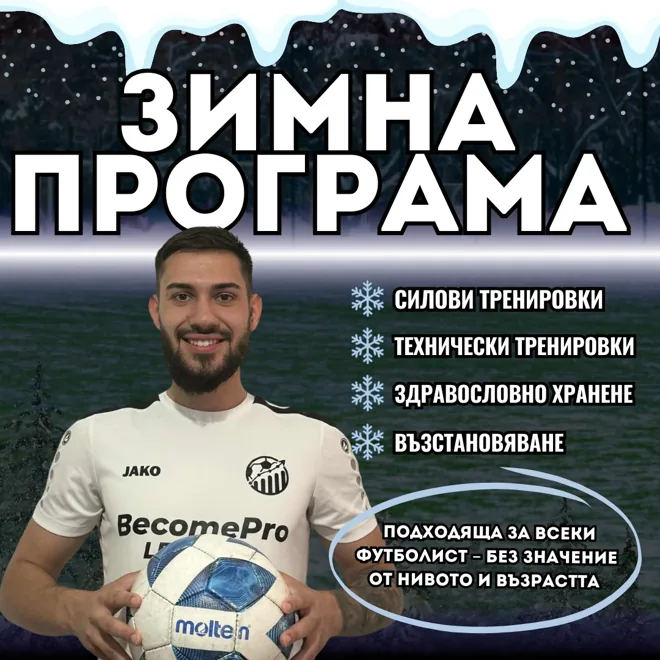 ЗИМНА
ПРОГРАМА
СИЛОВИ ТРЕНИРОВКИ
ТЕХНИЧЕСКИ ТРЕНИРОВКИ
ЗДРАВОСЛОВНО ХРАНЕНЕ
ВЪЗСТАНОВЯВАНЕ
JAKO
BecomePro
ПОДХОДЯЩА ЗА ВСЕКИ
ФУТБОЛИСТ – БЕЗ ЗНАЧЕНИЕ
ОТ НИВОТО И ВЪЗРАСТТА
molten